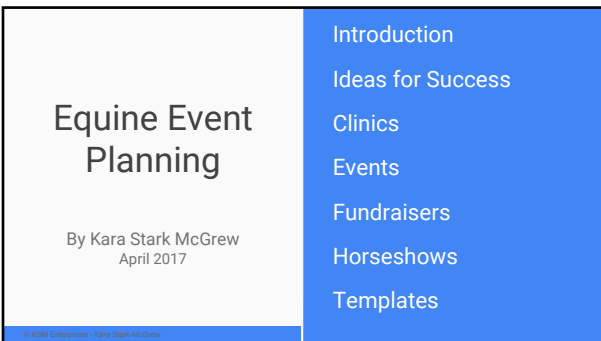 Equine Event
Planning
By Kara Stark McGrew
April 2017
© KSM Enterprises - Kara Stark-McGrew
Introduction
Ideas for Success
Clinics
Events
Fundraisers
Horseshows
Templates